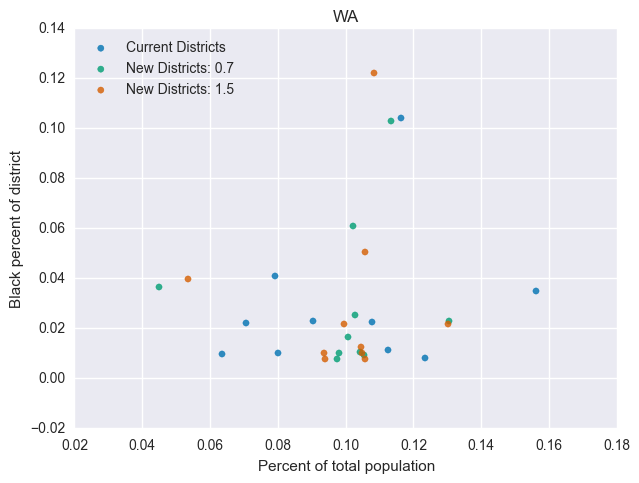 WA
Current Districts
New Districts: 0.7
New Districts: 1.5
Black percent of district
0.14
0.12
0.10
0.08
0.06
0.04
0.02
0.00
−0.02
0.02 0.04 0.06 0.08 0.10 0.12 0.14 0.16 0.18
Percent of total population